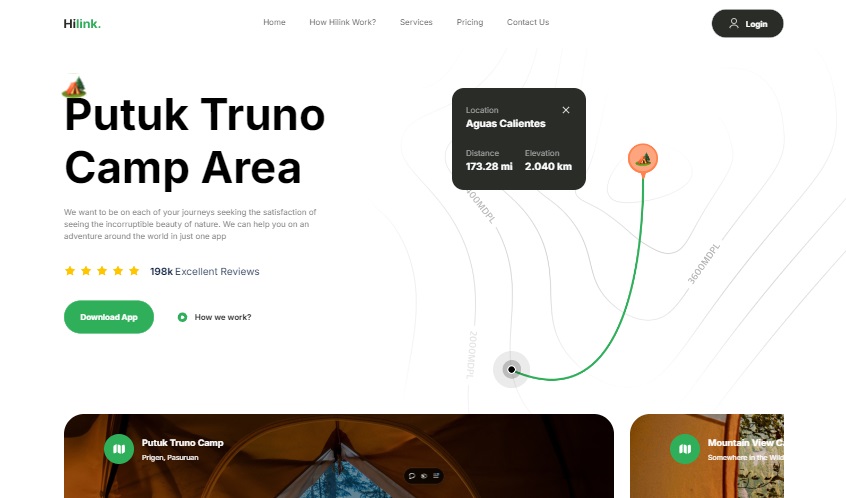 Hilink.
Home
How Hilink Work?
Services
Pricing
Contact Us
Login
Putuk Truno
Camp Area
We want to be on each of your journeys seeking the satisfaction of
seeing the incorruptible beauty of nature. We can help you on an
adventure around the world in just one app
198k Excellent Reviews
Download App
How we work?
Location
Aguas Calientes
Distance
Elevation
173.28 mi
2.040 km
3600MDPL
2000MDPL
Putuk Truno Camp
Prigen, Pasuruan
Mountain View
Somewhere in the